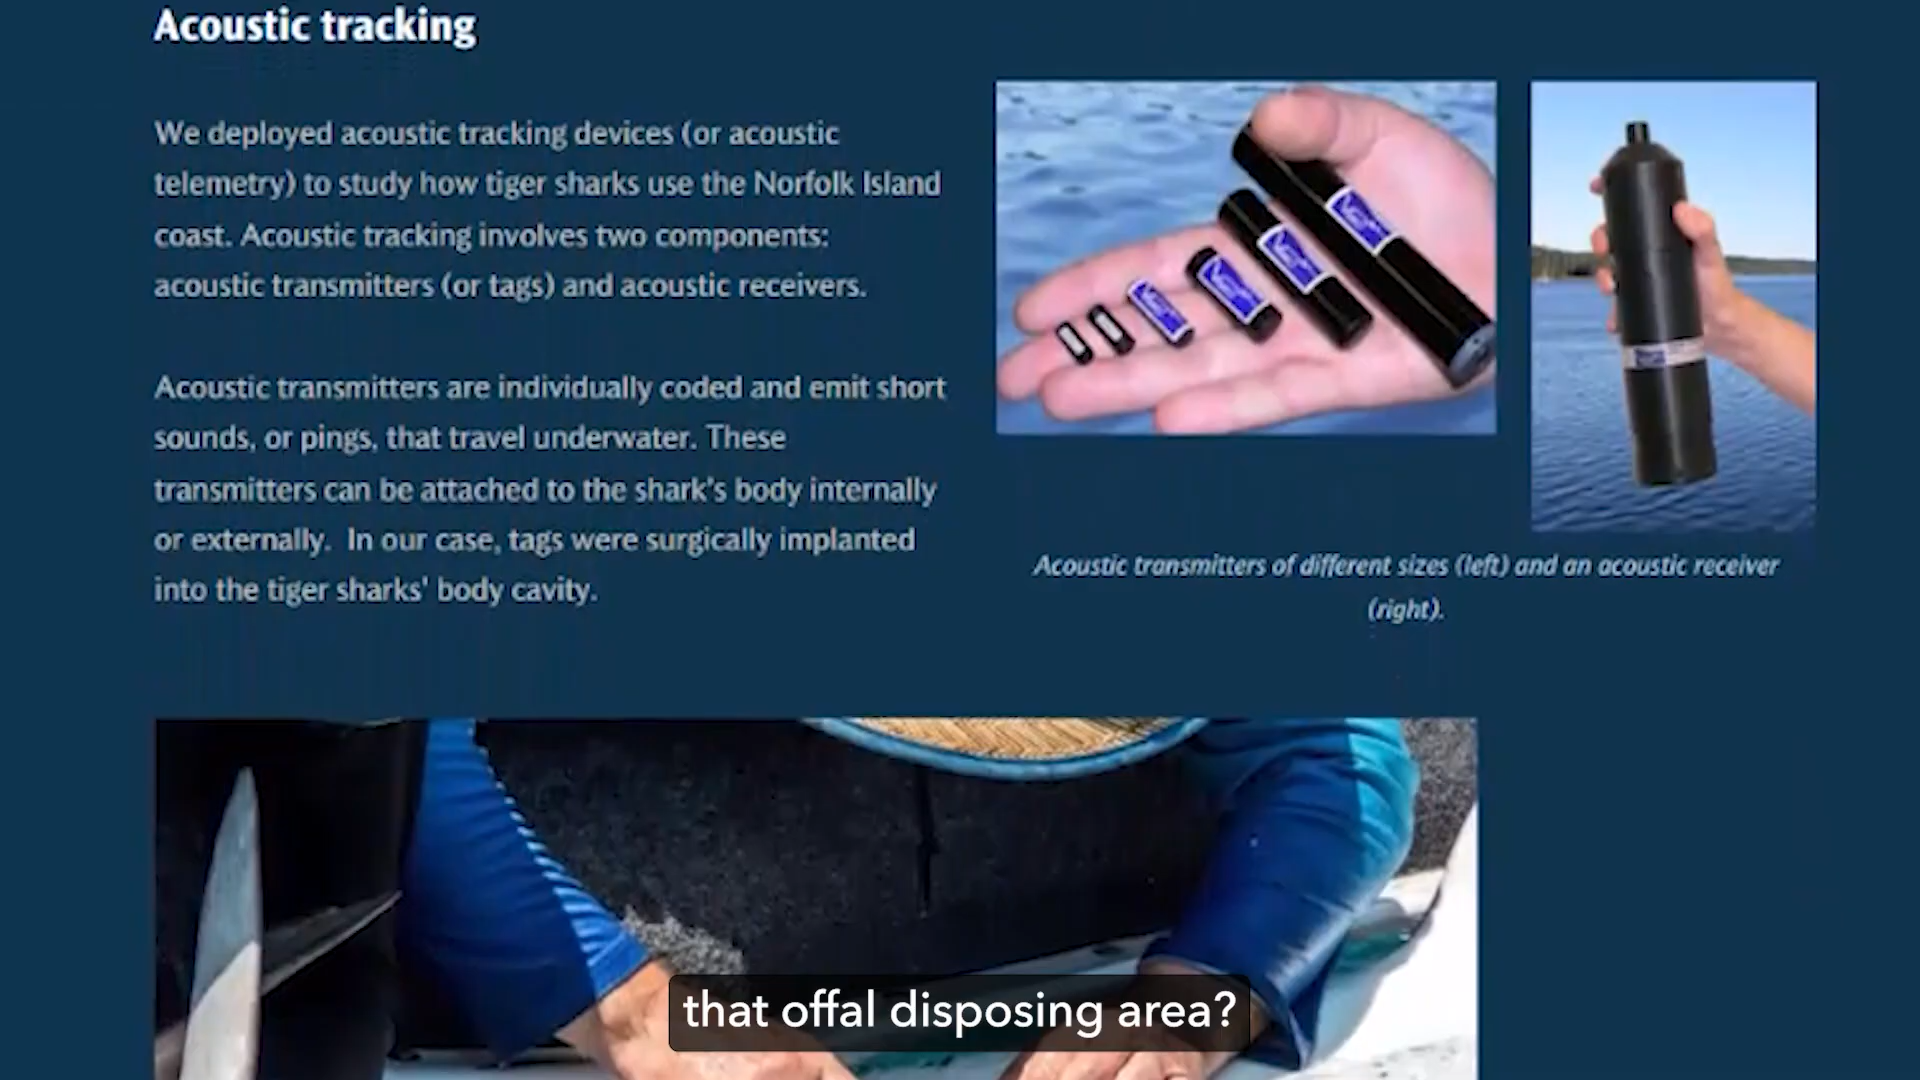 Acoustic tracking
We deployed acoustic tracking devices (or acoustic
telemetry) to study how tiger sharks use the Norfolk Island
coast. Acoustic tracking involves two components:
acoustic transmitters (or tags) and acoustic receivers.
Acoustic transmitters are individually coded and emit short
sounds, or pings, that travel underwater. These
transmitters can be attached to the shark's body internally
or externally.  In our case, tags were surgically implanted
into the tiger sharks' body cavity.
Acoustic transmitters of different sizes (left) and an acoustic receiver
(right).
that offal disposing area?